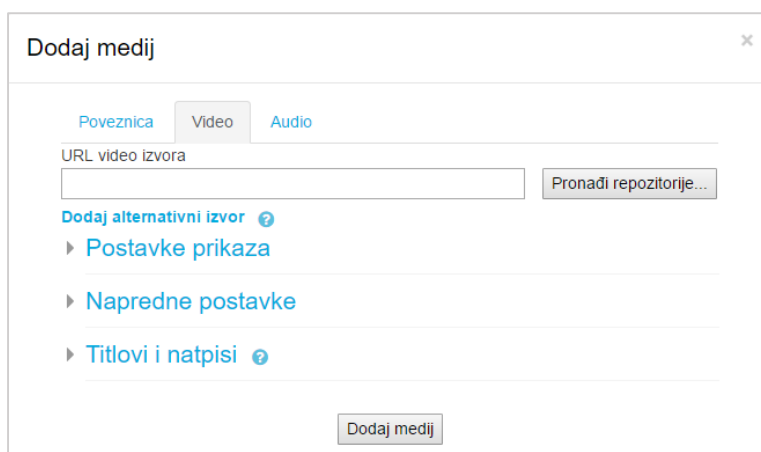 Dodaj medij
×
Poveznica Video Audio
URL video izvora
Pronađi repozitorije...
Dodaj alternativni izvor ?
Postavke prikaza
Napredne postavke
Titlovi i natpisi ?
Dodaj medij